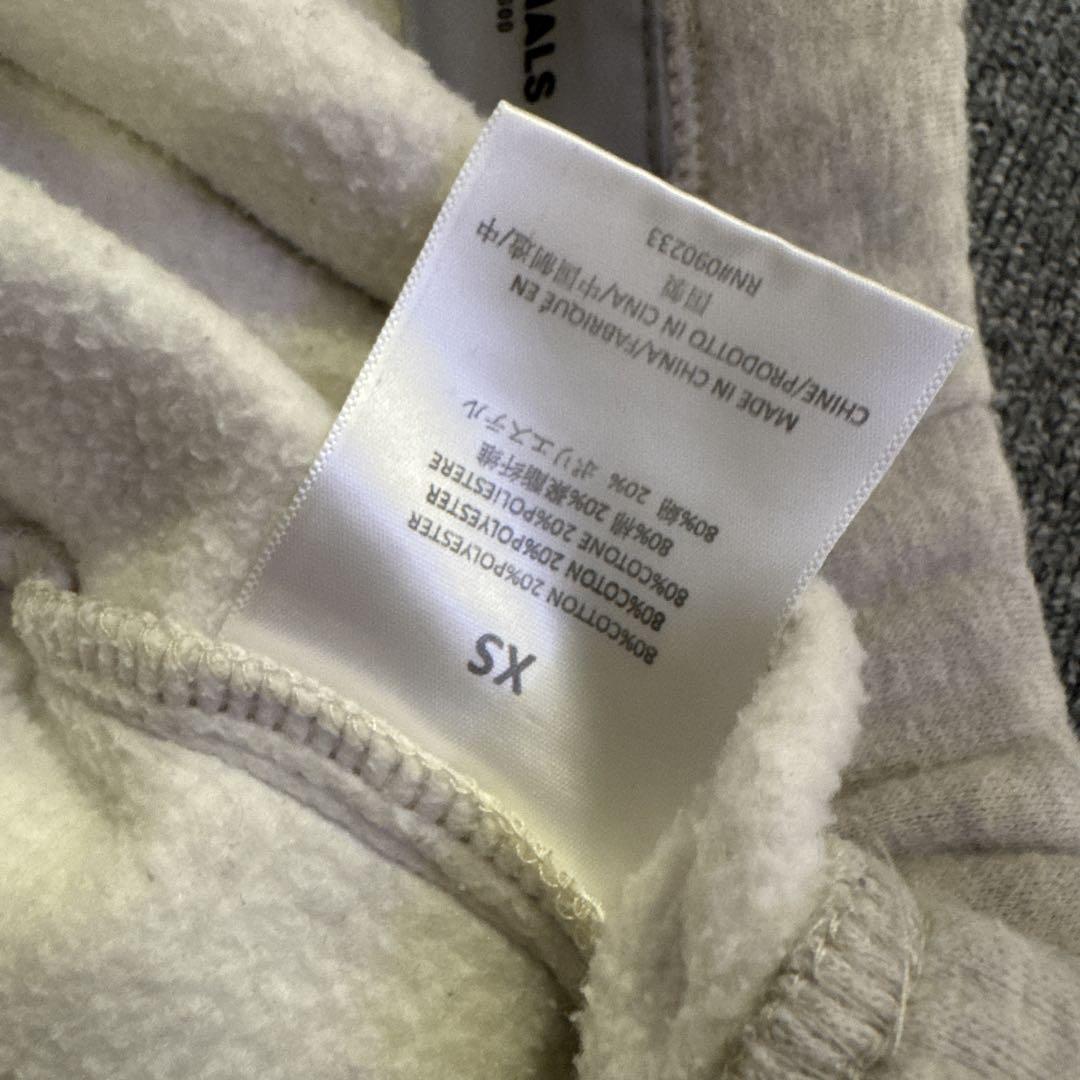 IALS
XS
80%COTTON 20%POLYESTER
80%COTON 20%POLYESTER
80%COTONE 20%POLIESTERE
80%棉 20%聚酯纤维
80%綿 20% ポリエステル
MADE IN CHINA/FABRIQUÉ EN
CHINE/PRODOTTO IN CINA/中国制造/中
国製
RN#090233